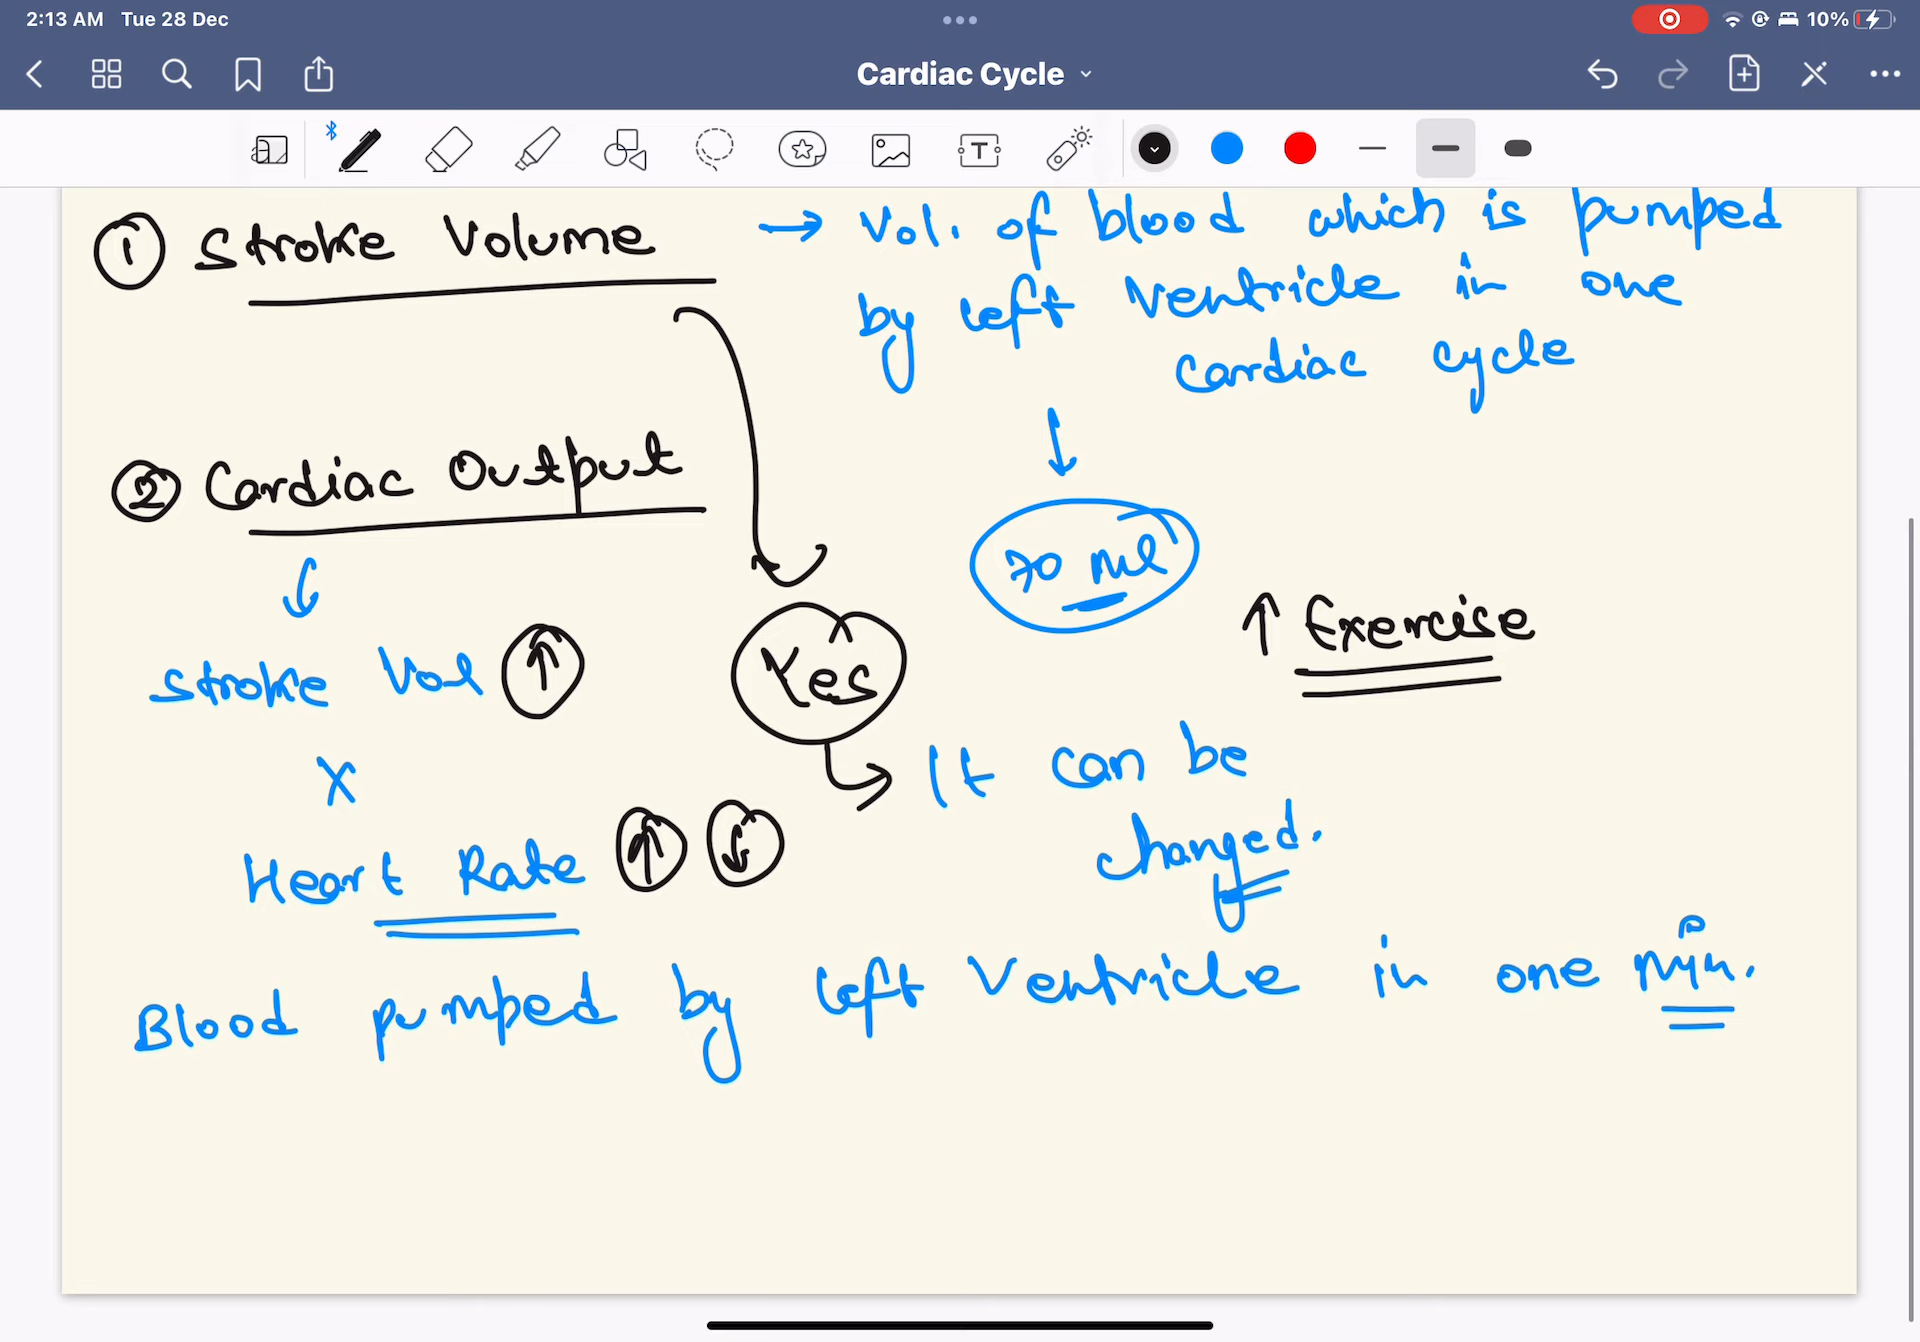 2:13 AM Tue 28 Dec
10%
Cardiac Cycle
① Stroke Volume → Vol. of blood which is pumped
by left ventricle in one
cardiac cycle
② Cardiac Output
70 ml
↑ Exercise
Stroke Vol ↑
Yes
X
It can be
changed.
Heart Rate ↑ ↓
Blood pumped by left ventricle in one min.